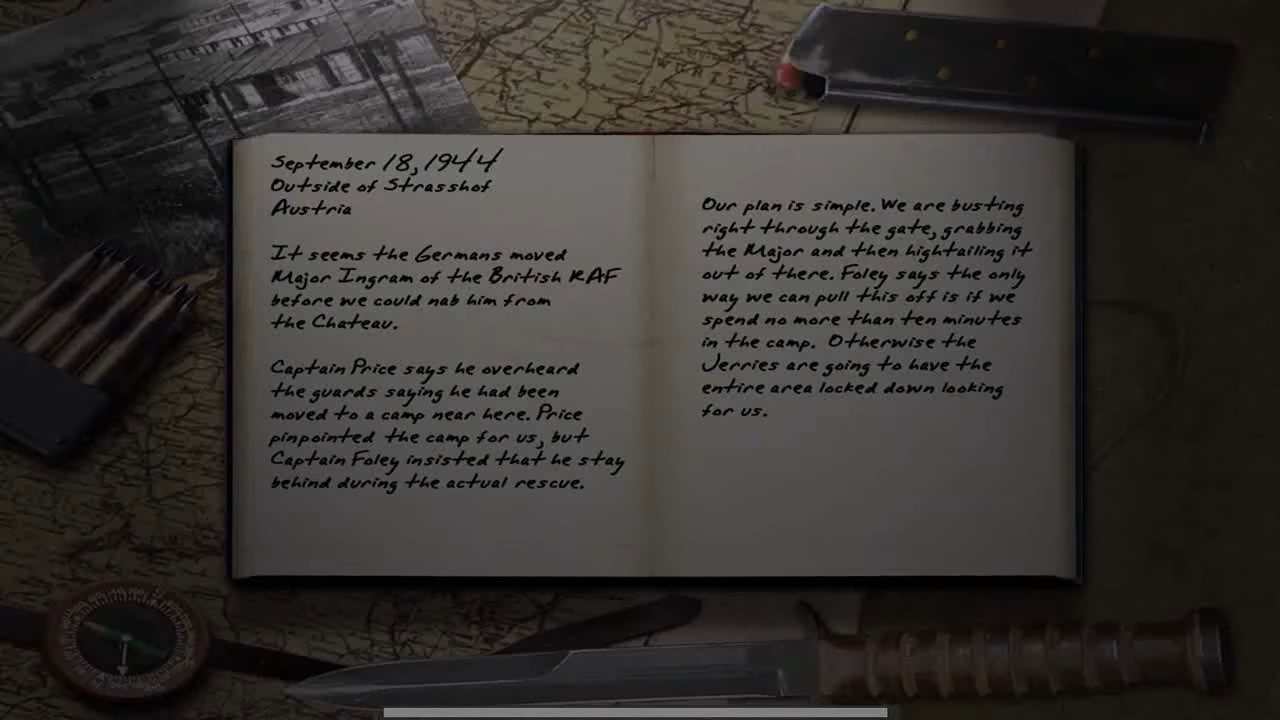 September 18, 1944
Outside of Strasshof
Austria
It seems the Germans moved
Major Ingram of the British RAF
before we could nab him from
the Chateau.
Captain Price says he overheard
the guards saying he had been
moved to a camp near here. Price
pinpointed the camp for us, but
Captain Foley insisted that he stay
behind during the actual rescue.
Our plan is simple. We are busting
right through the gate, grabbing
the Major and then hightailing it
out of there. Foley says the only
way we can pull this off is if we
spend no more than ten minutes
in the camp. Otherwise the
Jerries are going to have the
entire area locked down looking
for us.